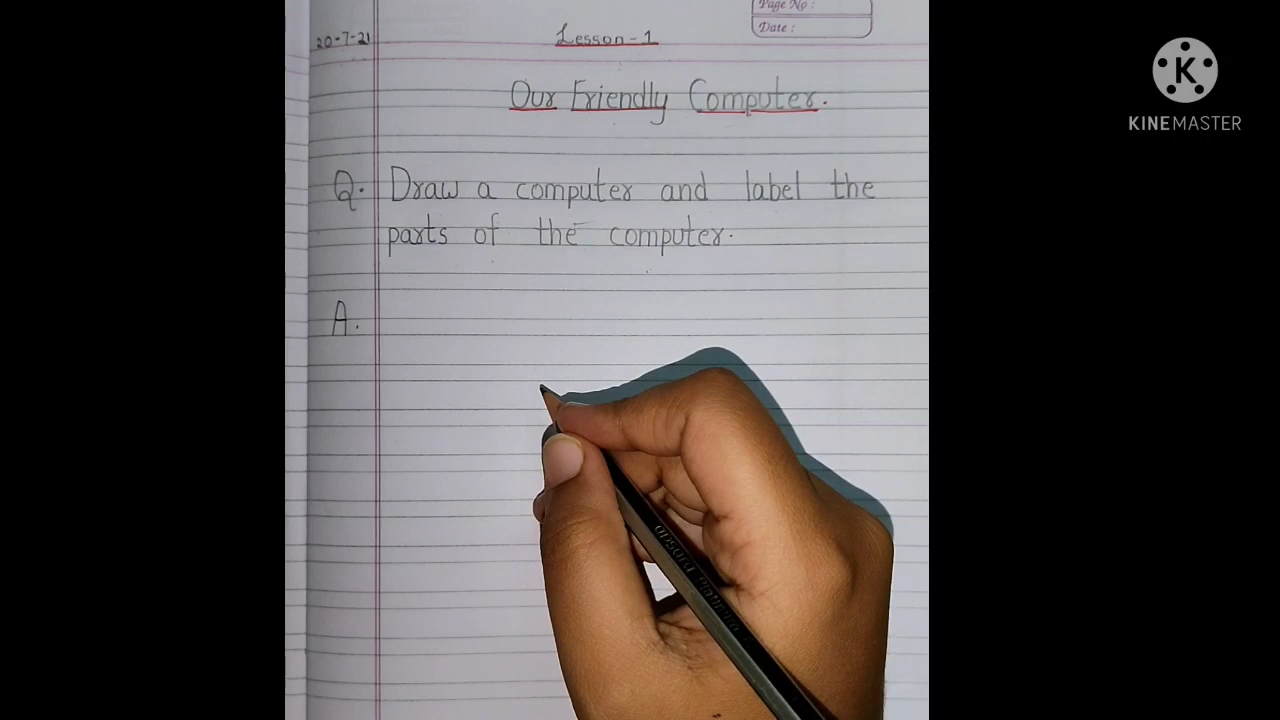 Page No :
Date :
20-7-21
Lesson - 1
Our Friendly Computer.
Q. Draw a computer and label the
parts of the computer.
A.
K
KINEMASTER